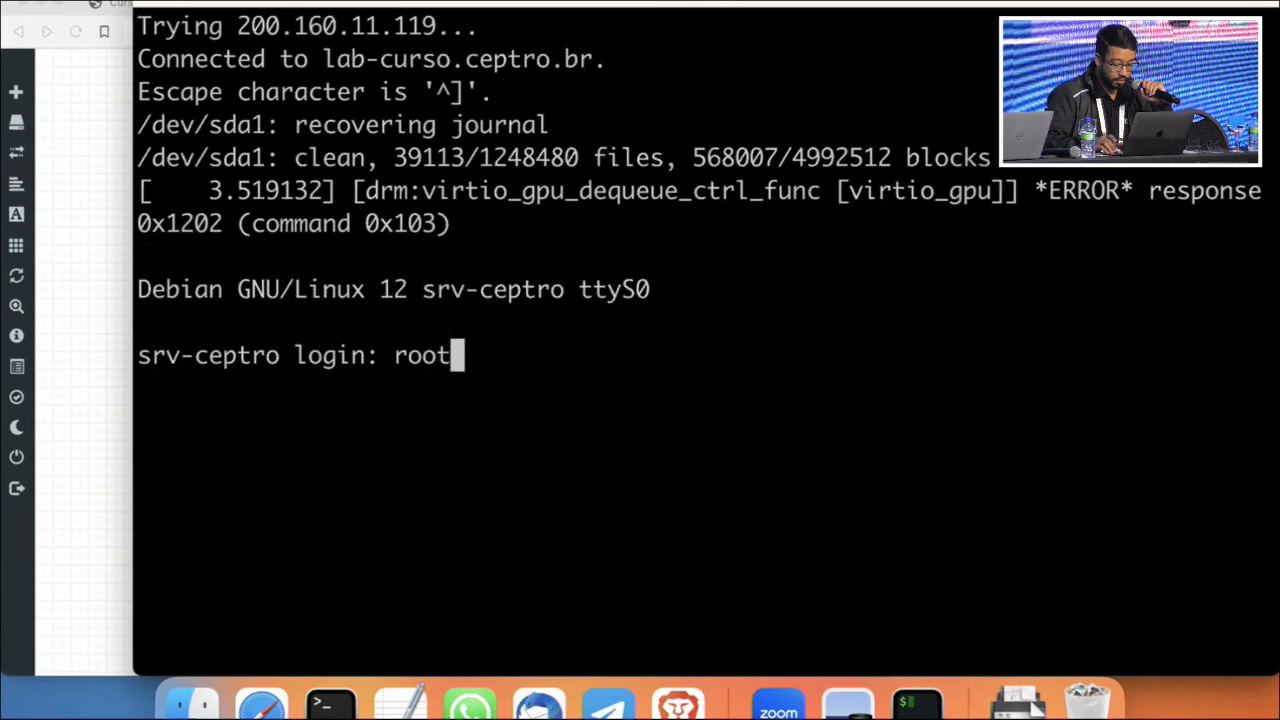 Curs
Trying 200.160.11.119...
Connected to lab-curso.ceptro.br.
Escape character is '^]'.
/dev/sda1: recovering journal
/dev/sda1: clean, 39113/1248480 files, 568007/4992512 blocks
[    3.519132] [drm:virtio_gpu_dequeue_ctrl_func [virtio_gpu]] *ERROR* response
0x1202 (command 0x103)
Debian GNU/Linux 12 srv-ceptro ttyS0
srv-ceptro login: root
zoom